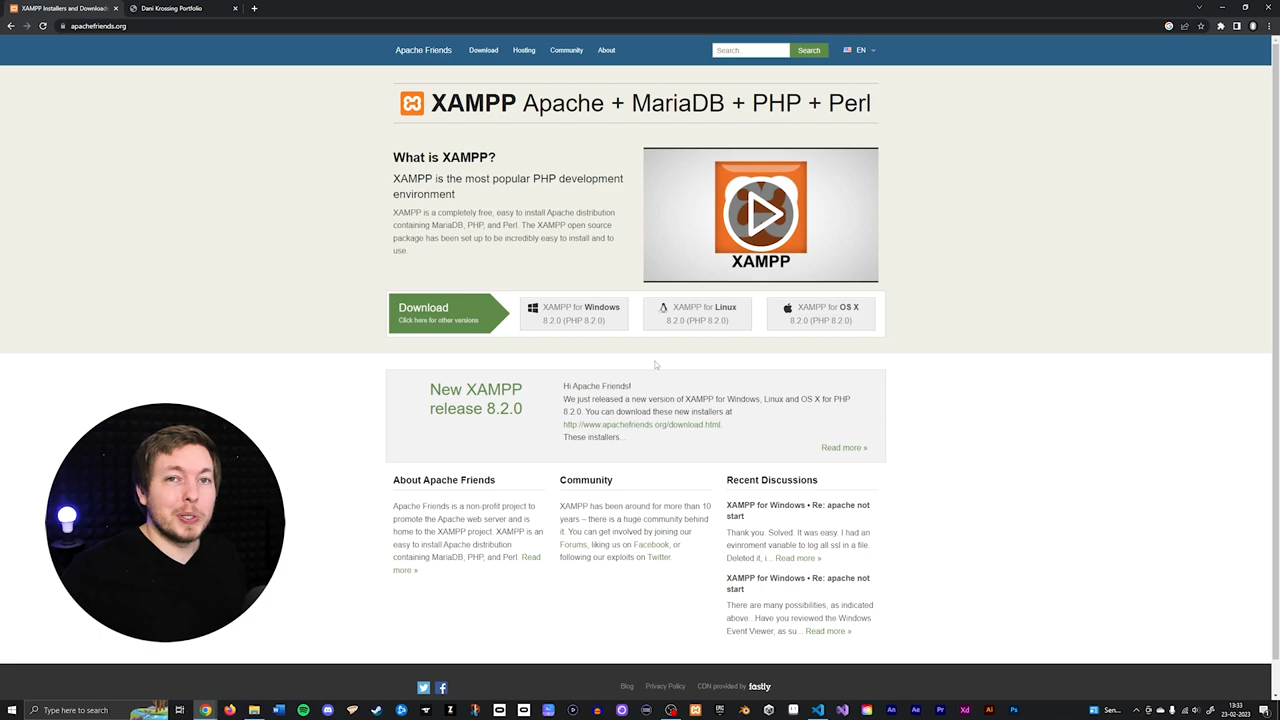 XAMPP Installers and Download
Dani Krossing Portfolio
apachefriends.org
Apache Friends
Download
Hosting
Community
About
Search...
Search
EN
XAMPP Apache + MariaDB + PHP + Perl
What is XAMPP?
XAMPP is the most popular PHP development
environment
XAMPP is a completely free, easy to install Apache distribution
containing MariaDB, PHP, and Perl. The XAMPP open source
package has been set up to be incredibly easy to install and to
use.
XAMPP
Download
Click here for other versions
XAMPP for Windows
8.2.0 (PHP 8.2.0)
XAMPP for Linux
8.2.0 (PHP 8.2.0)
XAMPP for OS X
8.2.0 (PHP 8.2.0)
New XAMPP
release 8.2.0
Hi Apache Friends!
We just released a new version of XAMPP for Windows, Linux and OS X for PHP
8.2.0. You can download these new installers at
http://www.apachefriends.org/download.html.
These installers...
Read more »
About Apache Friends
Apache Friends is a non-profit project to
promote the Apache web server and is
home to the XAMPP project. XAMPP is an
easy to install Apache distribution
containing MariaDB, PHP, and Perl. Read
more »
Community
XAMPP has been around for more than 10
years – there is a huge community behind
it. You can get involved by joining our
Forums, liking us on Facebook, or
following our exploits on Twitter.
Recent Discussions
XAMPP for Windows • Re: apache not
start
Thank you. Solved. It was easy. I had an
evinroment vanable to log all ssl in a file.
Deleted it, i... Read more »
XAMPP for Windows • Re: apache not
start
There are many possibilities, as indicated
above...Have you reviewed the Windows
Event Viewer, as su... Read more »
Blog
Privacy Policy
CDN provided by fastly
Type here to search
Sen...
13:33
23-02-2023